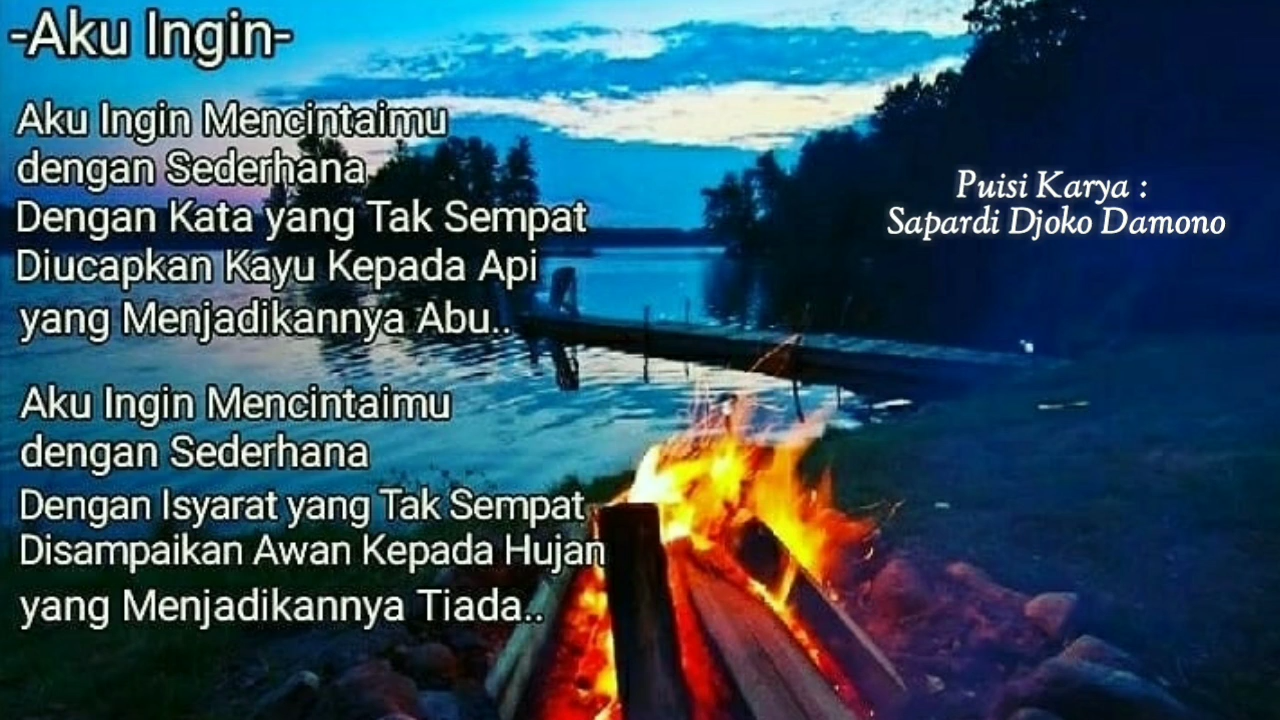 -Aku Ingin-
Aku Ingin Mencintaimu
dengan Sederhana
Dengan Kata yang Tak Sempat
Diucapkan Kayu Kepada Api
yang Menjadikannya Abu..
Aku Ingin Mencintaimu
dengan Sederhana
Dengan Isyarat yang Tak Sempat
Disampaikan Awan Kepada Hujan
yang Menjadikannya Tiada..
Puisi Karya :
Sapardi Djoko Damono